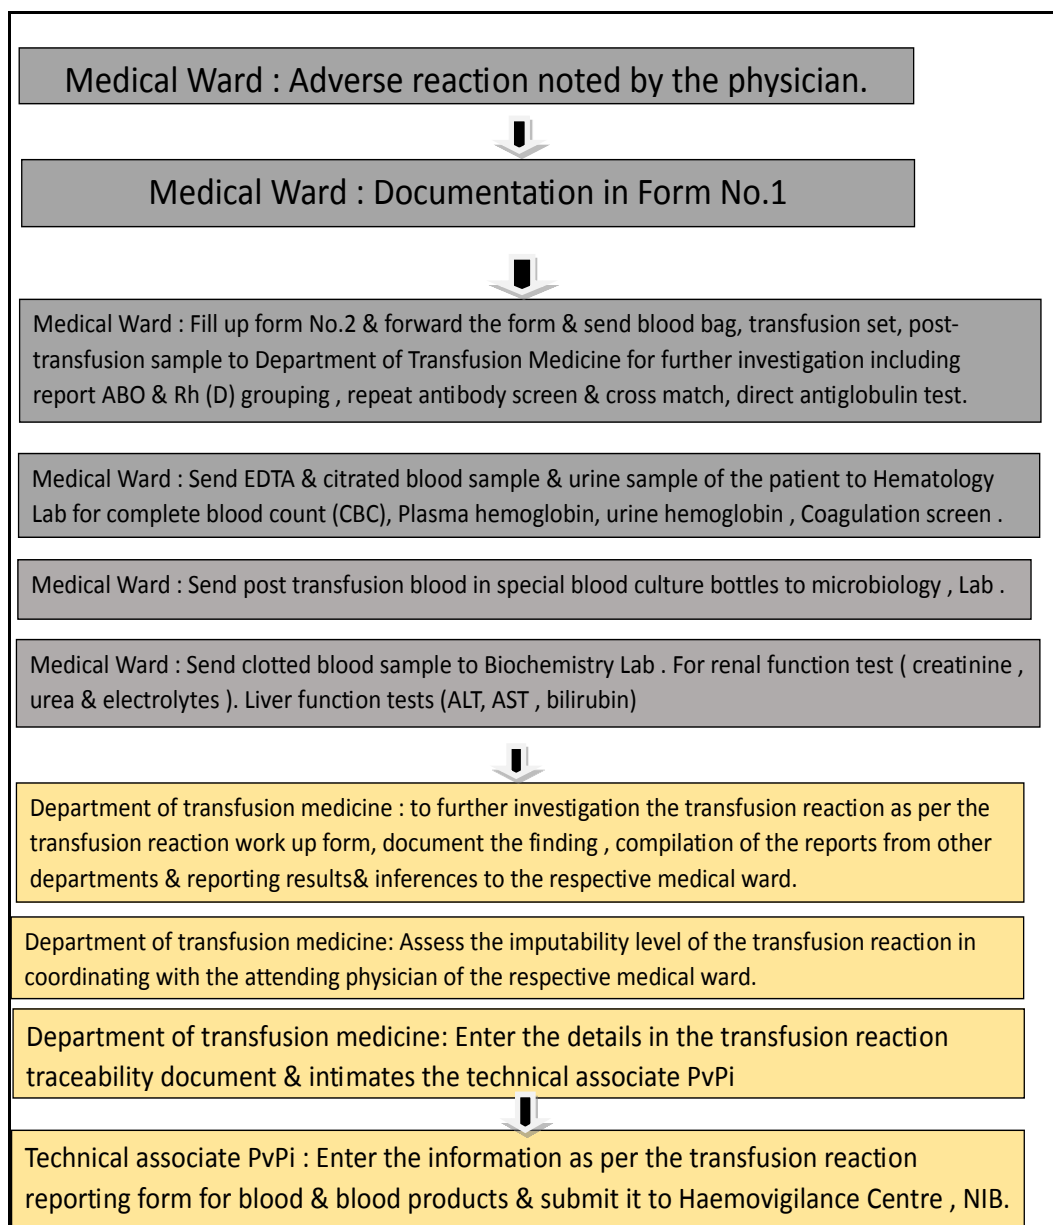 Medical Ward : Adverse reaction noted by the physician.
Medical Ward : Documentation in Form No.1
Medical Ward : Fill up form No.2 & forward the form & send blood bag, transfusion set, post-
transfusion sample to Department of Transfusion Medicine for further investigation including
report ABO & Rh (D) grouping , repeat antibody screen & cross match, direct antiglobulin test.
Medical Ward : Send EDTA & citrated blood sample & urine sample of the patient to Hematology
Lab for complete blood count (CBC), Plasma hemoglobin, urine hemoglobin , Coagulation screen .
Medical Ward : Send post transfusion blood in special blood culture bottles to microbiology , Lab .
Medical Ward : Send clotted blood sample to Biochemistry Lab . For renal function test ( creatinine ,
urea & electrolytes ). Liver function tests (ALT, AST , bilirubin)
Department of transfusion medicine : to further investigation the transfusion reaction as per the
transfusion reaction work up form, document the finding , compilation of the reports from other
departments & reporting results& inferences to the respective medical ward.
Department of transfusion medicine: Assess the imputability level of the transfusion reaction in
coordinating with the attending physician of the respective medical ward.
Department of transfusion medicine: Enter the details in the transfusion reaction
traceability document & intimates the technical associate PvPi
Technical associate PvPi : Enter the information as per the transfusion reaction
reporting form for blood & blood products & submit it to Haemovigilance Centre , NIB.